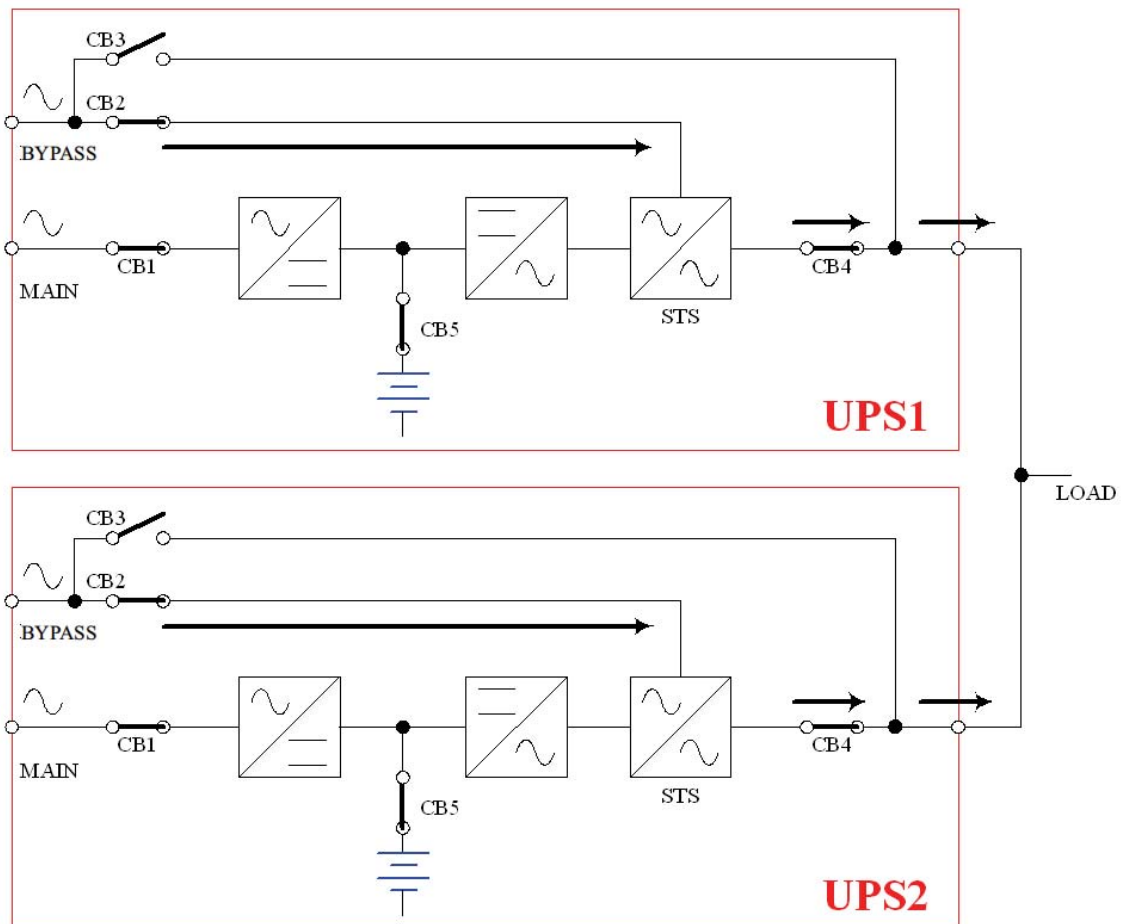 CB3
CB2
BYPASS
CB1
MAIN
CB5
STS
CB4
UPS1
LOAD
CB3
CB2
BYPASS
CB1
MAIN
CB5
STS
CB4
UPS2